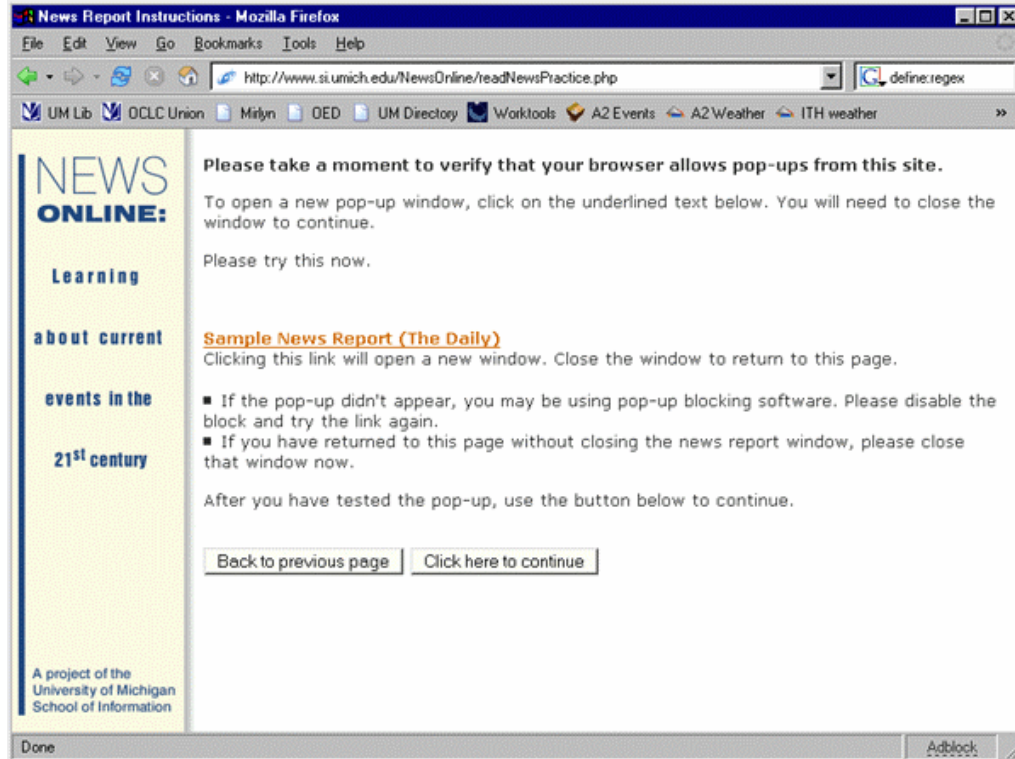 News Report Instructions - Mozilla Firefox
File Edit View Go Bookmarks Tools Help
http://www.si.umich.edu/NewsOnline/readNewsPractice.php
G define:regex
UM Lib OCLC Union Mirlyn OED UM Directory Worktools A2 Events A2 Weather ITH weather »
NEWS
ONLINE:
Learning
about current
events in the
21st century
A project of the
University of Michigan
School of Information
Please take a moment to verify that your browser allows pop-ups from this site.
To open a new pop-up window, click on the underlined text below. You will need to close the
window to continue.
Please try this now.
Sample News Report (The Daily)
Clicking this link will open a new window. Close the window to return to this page.
▪ If the pop-up didn't appear, you may be using pop-up blocking software. Please disable the
block and try the link again.
▪ If you have returned to this page without closing the news report window, please close
that window now.
After you have tested the pop-up, use the button below to continue.
Back to previous page Click here to continue
Done Adblock